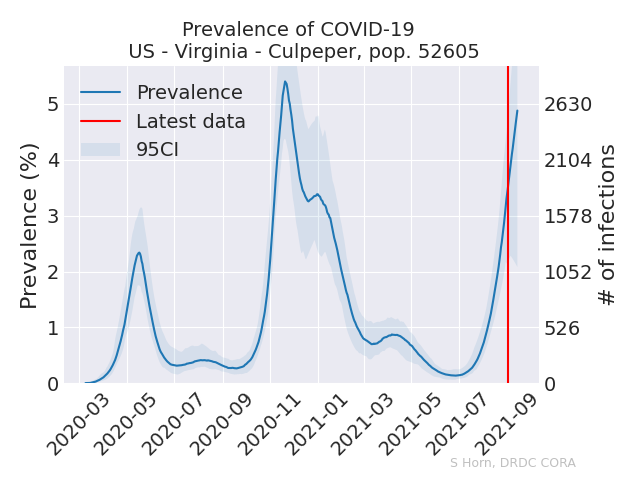 Prevalence of COVID-19
US - Virginia - Culpeper, pop. 52605
Prevalence
Latest data
95CI
Prevalence (%)
5
4
3
2
1
0
2630
2104
1578
1052
526
0
# of infections
2020-03
2020-05
2020-07
2020-09
2020-11
2021-01
2021-03
2021-05
2021-07
2021-09
S Horn, DRDC CORA